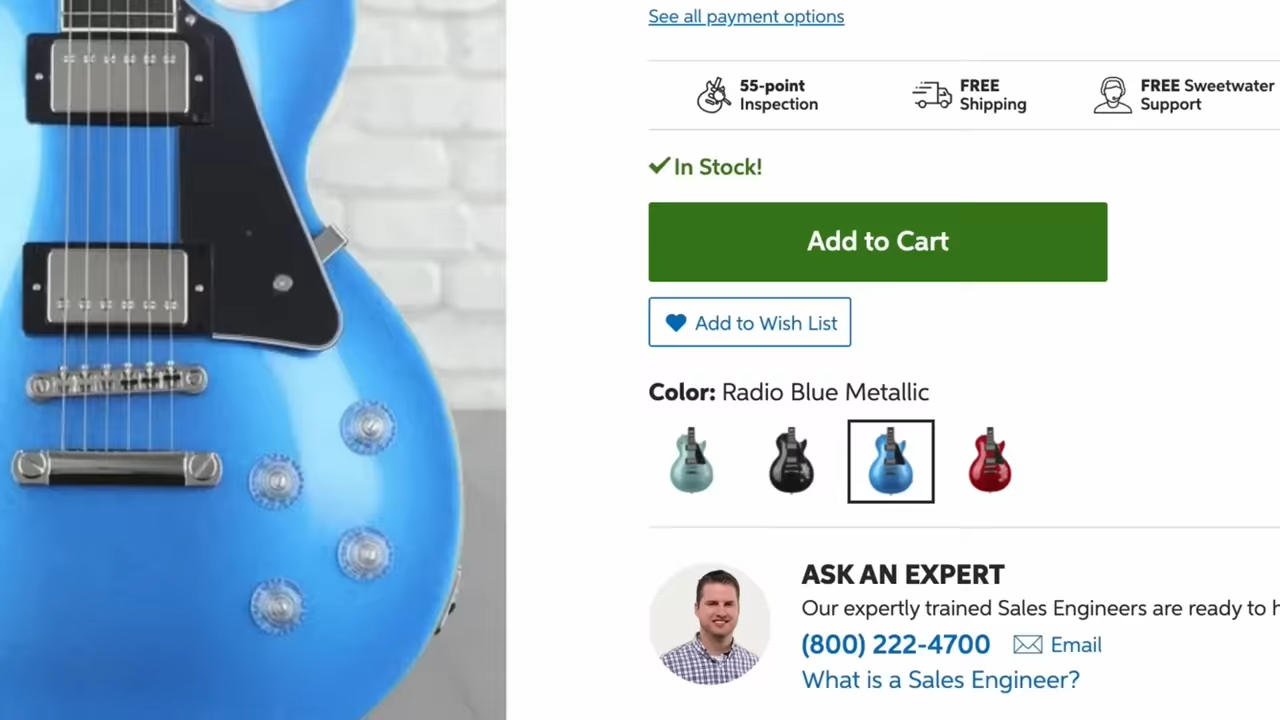 See all payment options
55-point
Inspection
FREE
Shipping
FREE Sweetwater
Support
In Stock!
Add to Cart
Add to Wish List
Color: Radio Blue Metallic
ASK AN EXPERT
Our expertly trained Sales Engineers are ready to
(800) 222-4700 Email
What is a Sales Engineer?